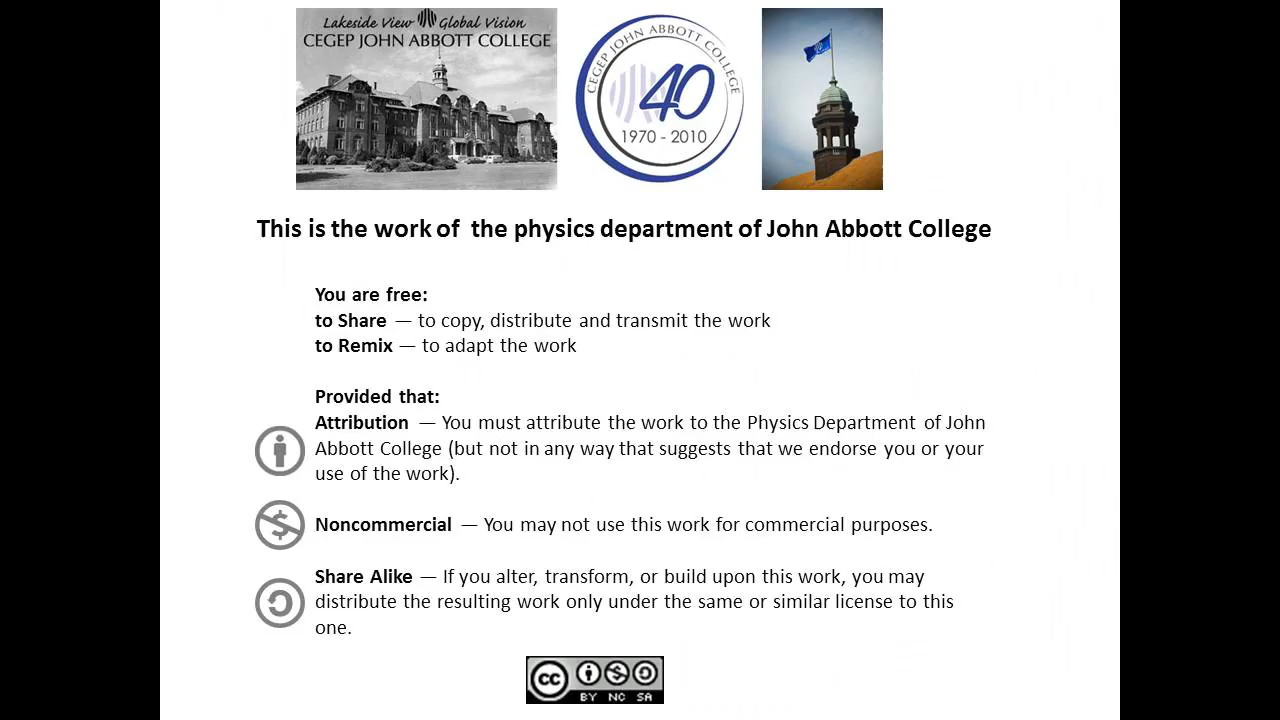 Lakeside View Global Vision
CEGEP JOHN ABBOTT COLLEGE
CEGEP JOHN ABBOTT COLLEGE
40
1970 - 2010
This is the work of the physics department of John Abbott College
You are free:
to Share — to copy, distribute and transmit the work
to Remix — to adapt the work
Provided that:
Attribution — You must attribute the work to the Physics Department of John
Abbott College (but not in any way that suggests that we endorse you or your
use of the work).
Noncommercial — You may not use this work for commercial purposes.
Share Alike — If you alter, transform, or build upon this work, you may
distribute the resulting work only under the same or similar license to this
one.
cc
BY NC SA